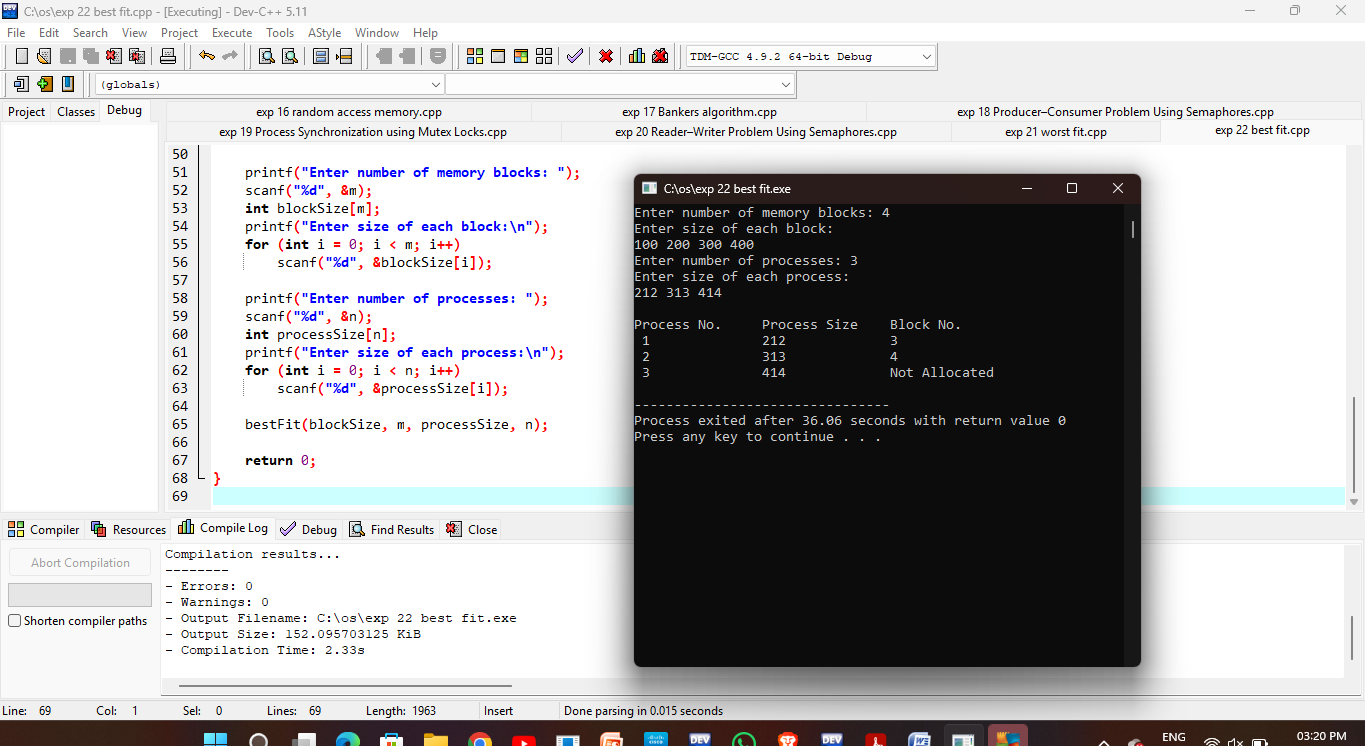 C:\os\exp 22 best fit.cpp - [Executing] - Dev-C++ 5.11
File Edit Search View Project Execute Tools AStyle Window Help
TDM-GCC 4.9.2 64-bit Debug
(globals)
Project Classes Debug
exp 16 random access memory.cpp exp 17 Bankers algorithm.cpp exp 18 Producer–Consumer Problem Using Semaphores.cpp
exp 19 Process Synchronization using Mutex Locks.cpp exp 20 Reader–Writer Problem Using Semaphores.cpp exp 21 worst fit.cpp exp 22 best fit.cpp
50
51 printf("Enter number of memory blocks: ");
52 scanf("%d", &m);
53 int blockSize[m];
54 printf("Enter size of each block:\n");
55 for (int i = 0; i < m; i++)
56 scanf("%d", &blockSize[i]);
57
58 printf("Enter number of processes: ");
59 scanf("%d", &n);
60 int processSize[n];
61 printf("Enter size of each process:\n");
62 for (int i = 0; i < n; i++)
63 scanf("%d", &processSize[i]);
64
65 bestFit(blockSize, m, processSize, n);
66
67 return 0;
68 }
69
C:\os\exp 22 best fit.exe
Enter number of memory blocks: 4
Enter size of each block:
100 200 300 400
Enter number of processes: 3
Enter size of each process:
212 313 414
Process No. Process Size Block No.
1 212 3
2 313 4
3 414 Not Allocated
--------------------------------
Process exited after 36.06 seconds with return value 0
Press any key to continue . . .
Compiler Resources Compile Log Debug Find Results Close
Abort Compilation
Shorten compiler paths
Compilation results...
--------
- Errors: 0
- Warnings: 0
- Output Filename: C:\os\exp 22 best fit.exe
- Output Size: 152.095703125 KiB
- Compilation Time: 2.33s
Line: 69 Col: 1 Sel: 0 Lines: 69 Length: 1963 Insert Done parsing in 0.015 seconds
DEV DEV
ENG 03:20 PM